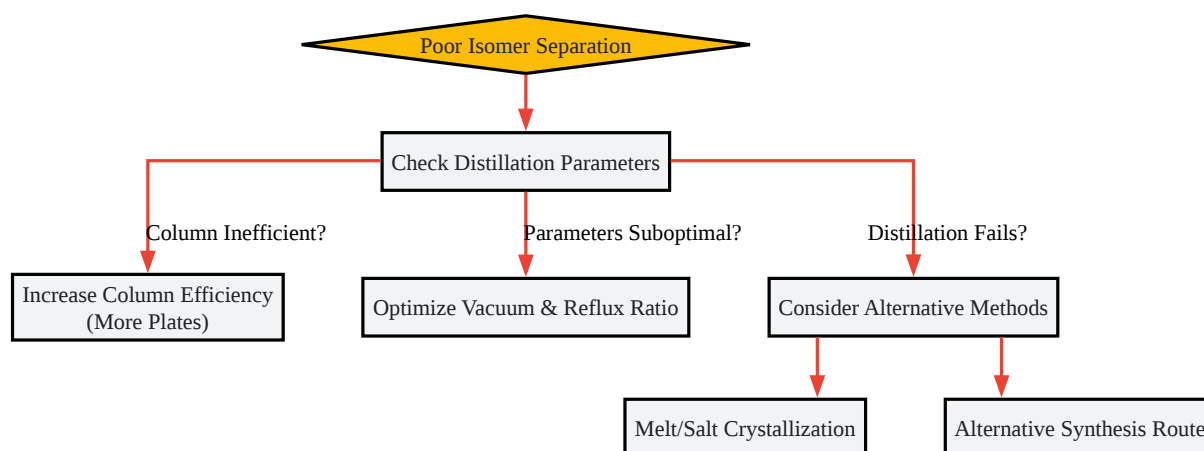 Poor Isomer Separation
Check Distillation Parameters
Column Inefficient?
Parameters Suboptimal?
Distillation Fails?
Increase Column Efficiency
(More Plates)
Optimize Vacuum & Reflux Ratio
Consider Alternative Methods
Melt/Salt Crystallization
Alternative Synthesis Route